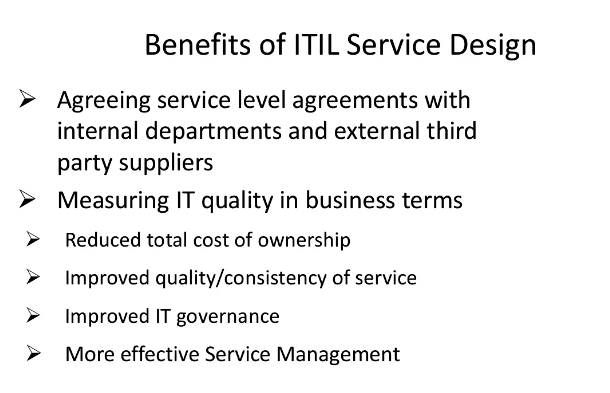 Benefits of ITIL Service Design
➢ Agreeing service level agreements with
internal departments and external third
party suppliers
➢ Measuring IT quality in business terms
➢ Reduced total cost of ownership
➢ Improved quality/consistency of service
➢ Improved IT governance
➢ More effective Service Management